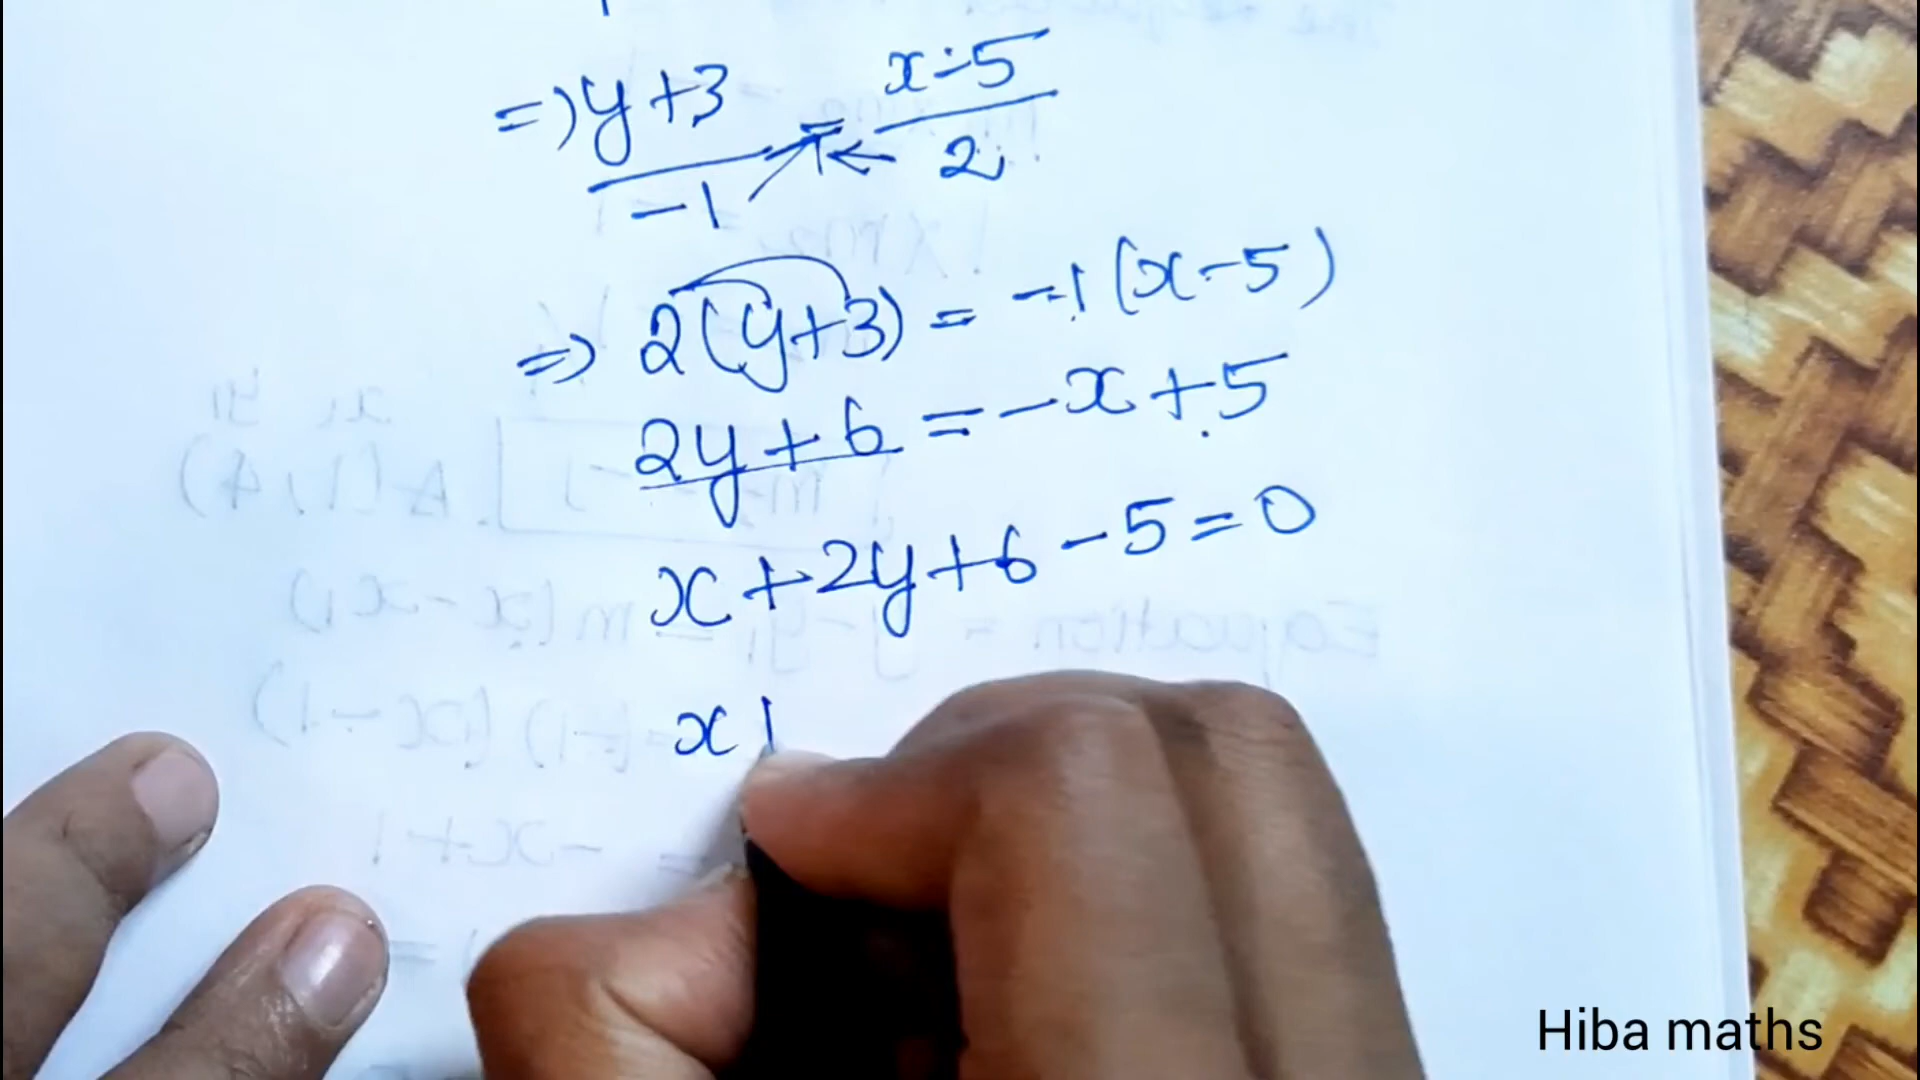 => y+3/-1 = x-5/2
=> 2(y+3) = -1(x-5)
2y+6 = -x+5
x+2y+6-5=0
x
Hiba maths